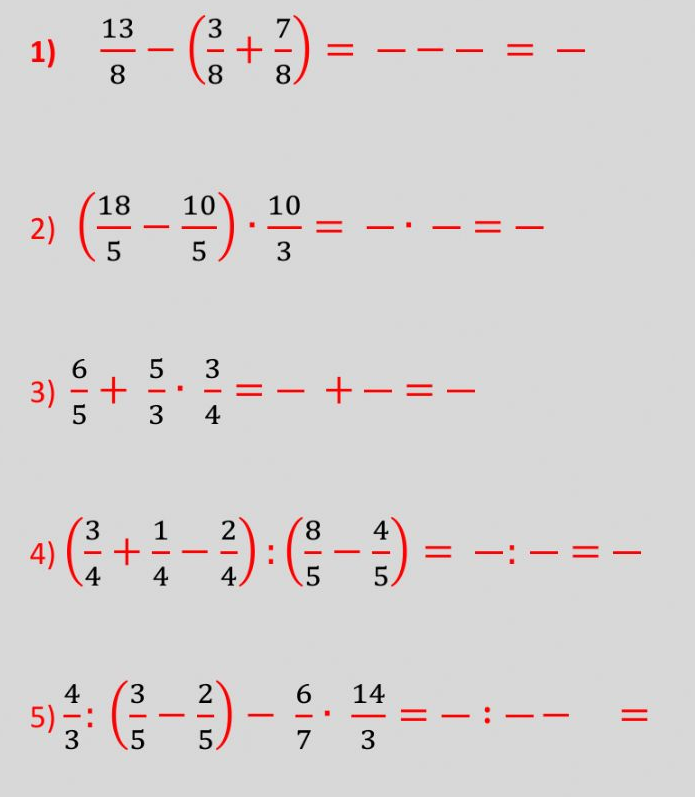 1) 13/8 − (3/8 + 7/8) = — − — = —
2) (18/5 − 10/5) · 10/3 = — · — = —
3) 6/5 + 5/3 · 3/4 = — + — = —
4) (3/4 + 1/4 − 2/4) : (8/5 − 4/5) = — : — = —
5) 4/3 : (3/5 − 2/5) − 6/7 · 14/3 = — : — − =